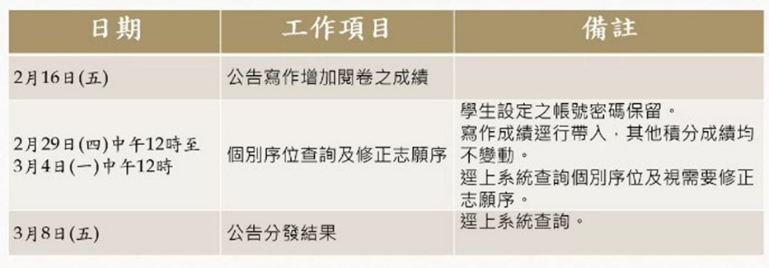 日期
工作項目
備註
2月16日(五)
公告寫作增加閱卷之成績
2月29日(四)中午12時至
3月4日(一)中午12時
個別序位查詢及修正志願序
學生設定之帳號密碼保留。
寫作成績逕行帶入，其他積分成績均
不變動。
逕上系統查詢個別序位及視需要修正
志願序。
3月8日(五)
公告分發結果
逕上系統查詢。